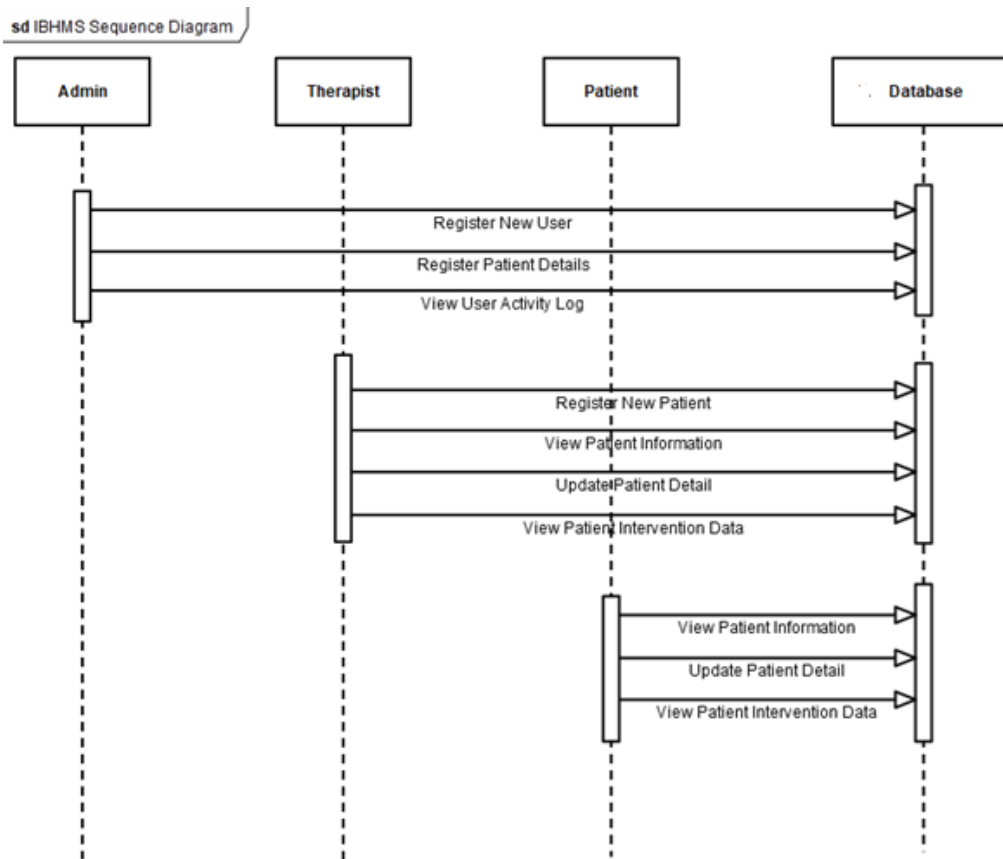 sd IBHMS Sequence Diagram
Admin
Therapist
Patient
Database
Register New User
Register Patient Details
View User Activity Log
Register New Patient
View Patient Information
Update Patient Detail
View Patient Intervention Data
View Patient Information
Update Patient Detail
View Patient Intervention Data